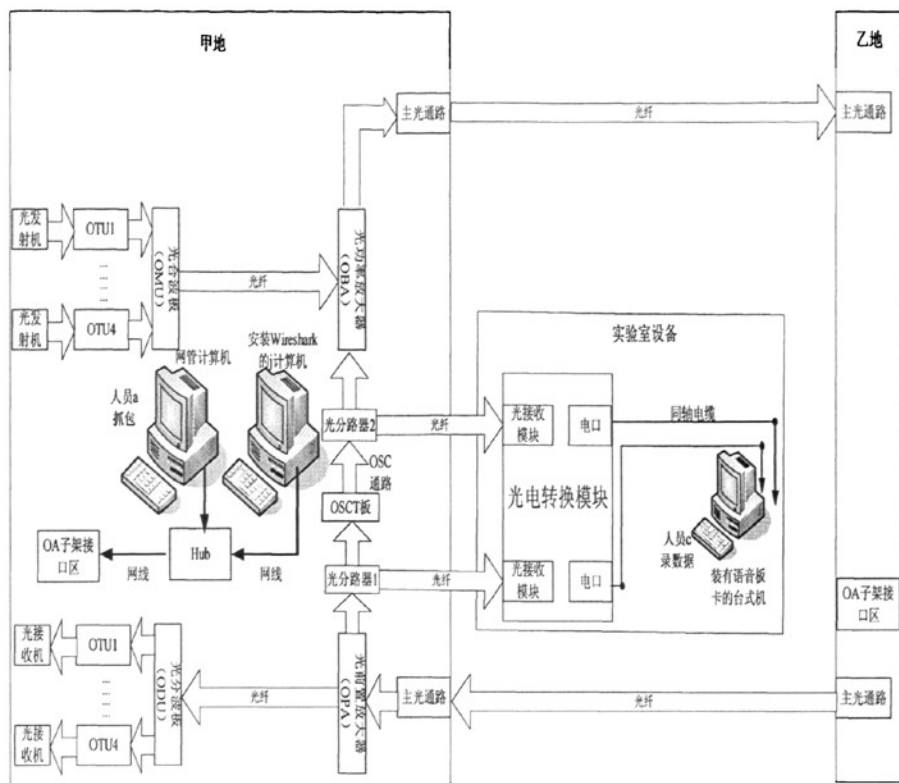 甲地
乙地
主光通路
光纤
主光通路
光发
射机
OTU1
光合波板
(OMU)
光纤
光功率放大器
(OBA)
光发
射机
OTU4
实验室设备
网管计算机
安装Wireshark
的j计算机
人员a
抓包
光分路器2
光纤
光接收
模块
电口
同轴电缆
OSC
通路
OSCT板
光电转换模块
OA子架接
口区
网线
Hub
网线
人员c
录数据
装有语音板
卡的台式机
光分路器1
光纤
光接收
模块
电口
OA子架接
口区
光接
收机
OTU1
光分波板
(ODU)
光纤
光前置放大器
(OPA)
主光通路
光纤
主光通路
光接
收机
OTU4